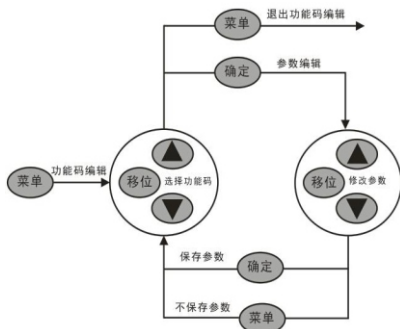 菜单
退出功能码编辑
确定
参数编辑
功能码编辑
菜单
移位
选择功能码
移位
修改参数
保存参数
确定
不保存参数
菜单